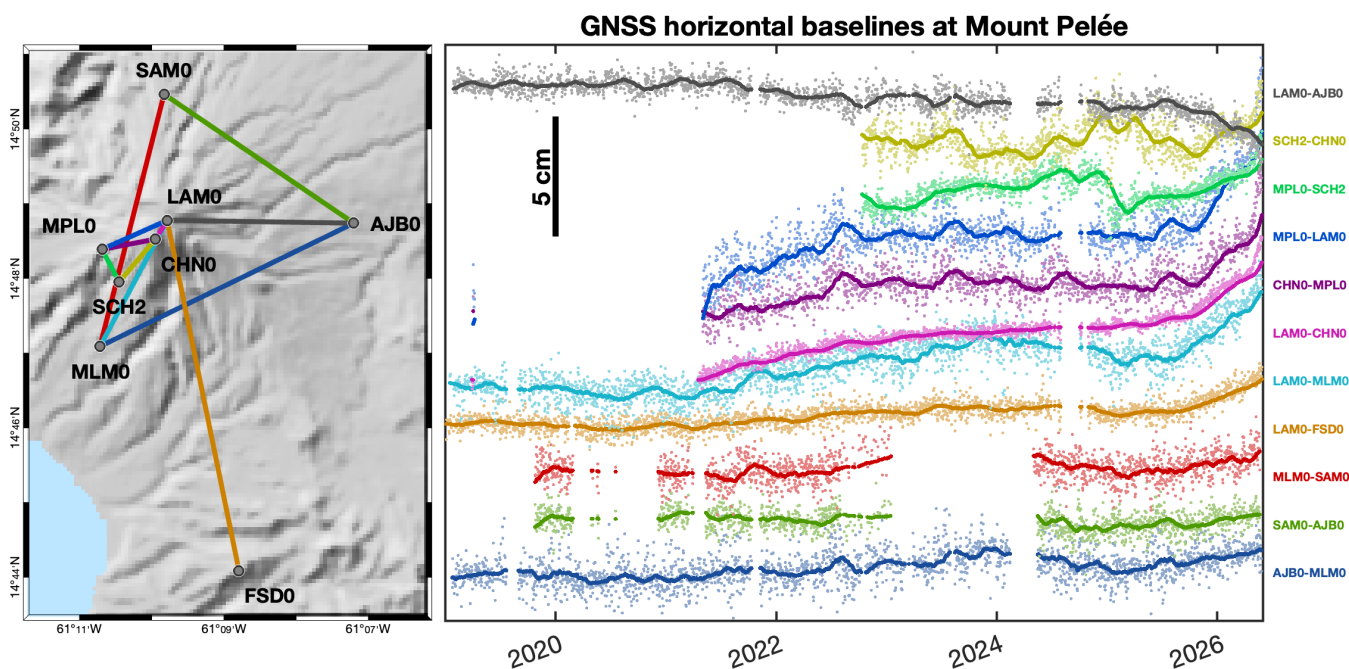 GNSS horizontal baselines at Mount Pelée
SAM0
LAM0
MPL0
AJB0
CHN0
SCH2
MLM0
FSD0
14°50'N
14°48'N
14°46'N
14°44'N
61°11'W
61°09'W
61°07'W
5 cm
LAM0-AJB0
SCH2-CHN0
MPL0-SCH2
MPL0-LAM0
CHN0-MPL0
LAM0-CHN0
LAM0-MLM0
LAM0-FSD0
MLM0-SAM0
SAM0-AJB0
AJB0-MLM0
2020
2022
2024
2026